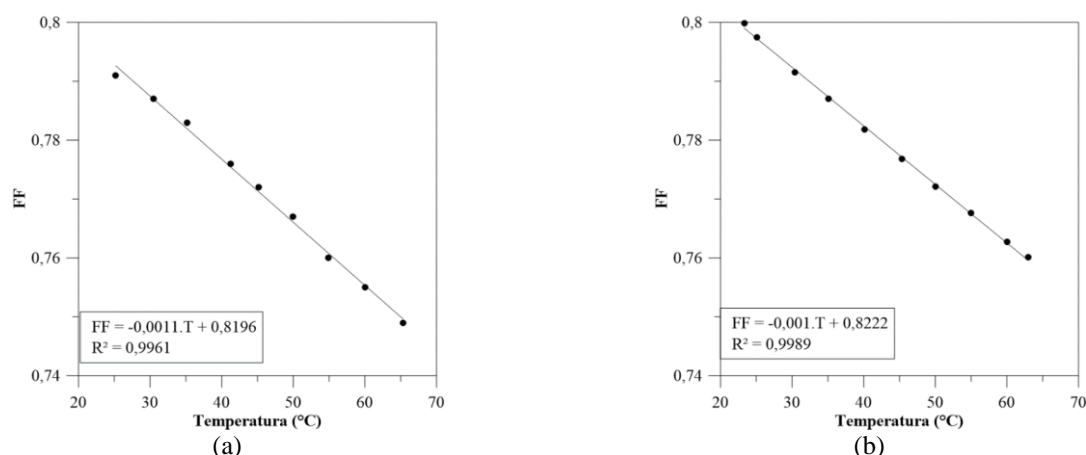 0,8
0,78
FF
0,76
0,74
FF = -0,0011.T + 0,8196
R² = 0,9961
20 30 40 50 60 70
Temperatura (°C)
(a)
0,8
0,78
FF
0,76
0,74
FF = -0,001.T + 0,8222
R² = 0,9989
20 30 40 50 60 70
Temperatura (°C)
(b)